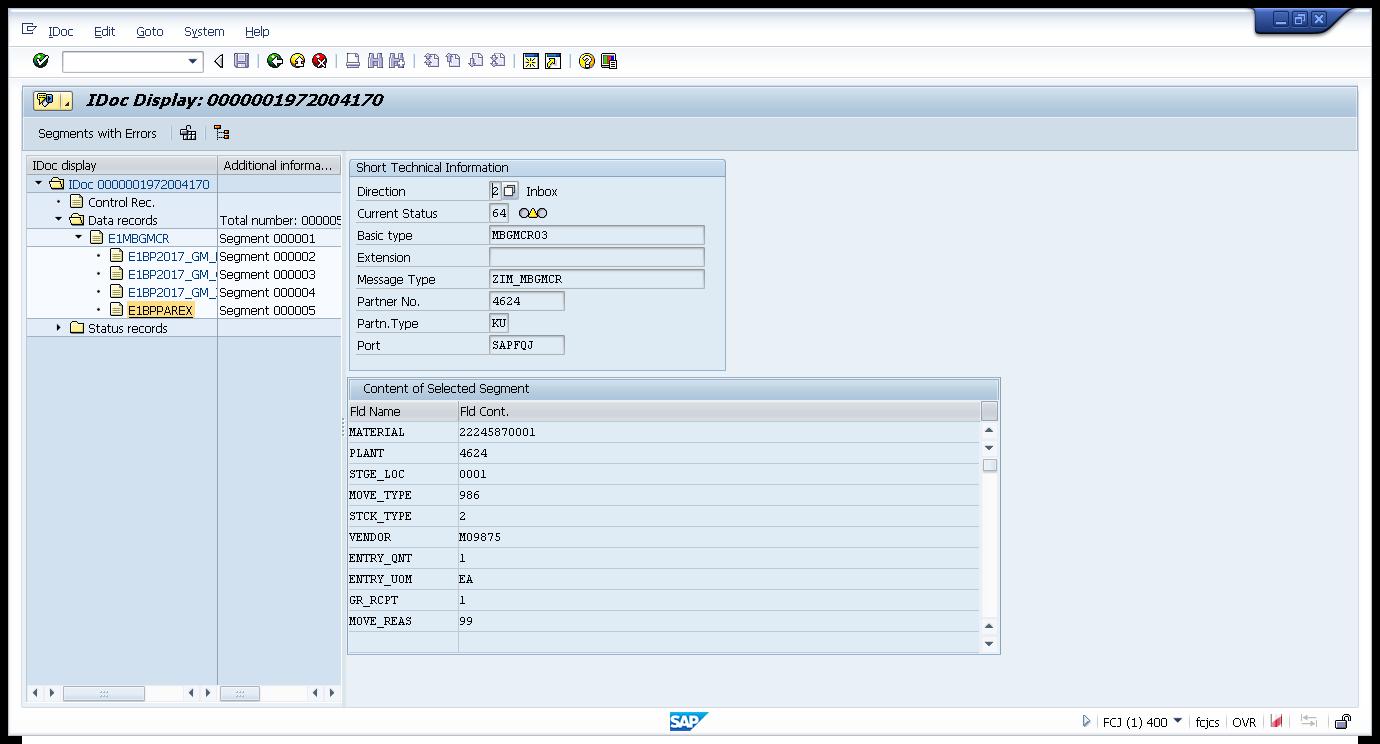 IDoc Edit Goto System Help
IDoc Display: 0000001972004170
Segments with Errors
IDoc display Additional informa...
IDoc 0000001972004170
Control Rec.
Data records Total number: 000005
E1MBGMCR Segment 000001
E1BP2017_GM_ Segment 000002
E1BP2017_GM_ Segment 000003
E1BP2017_GM_ Segment 000004
E1BPPAREX Segment 000005
Status records
Short Technical Information
Direction 2 Inbox
Current Status 64
Basic type MBGMCR03
Extension
Message Type ZIM_MBGMCR
Partner No. 4624
Partn.Type KU
Port SAPFQJ
Content of Selected Segment
Fld Name Fld Cont.
MATERIAL 22245870001
PLANT 4624
STGE_LOC 0001
MOVE_TYPE 986
STCK_TYPE 2
VENDOR M09875
ENTRY_QNT 1
ENTRY_UOM EA
GR_RCPT 1
MOVE_REAS 99
SAP FCJ (1) 400 fcjcs OVR